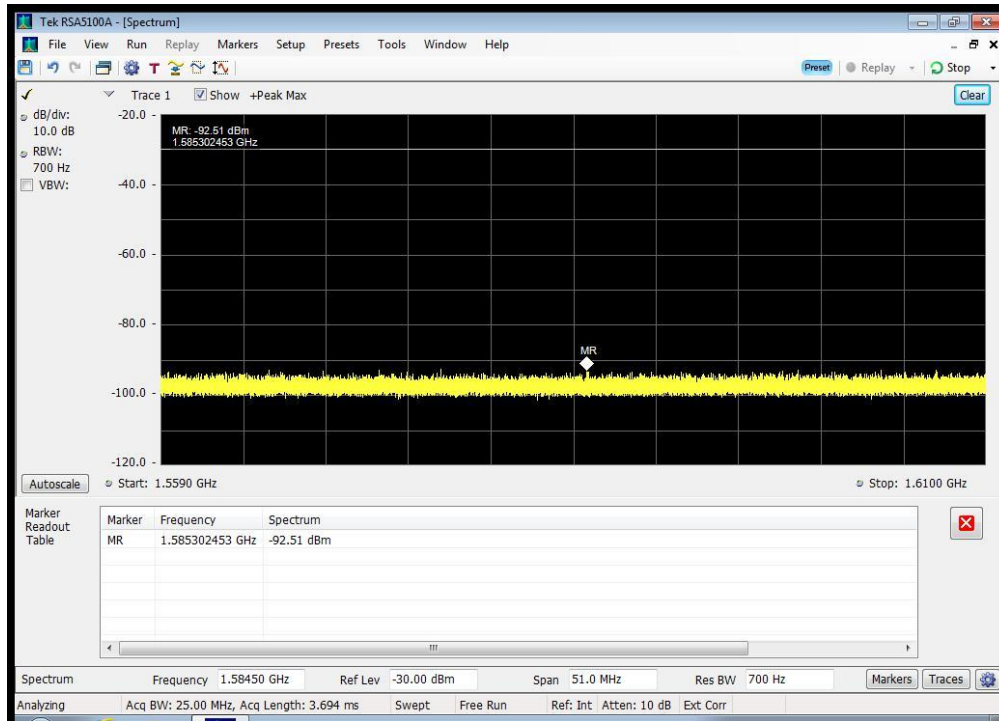 Tek RSA5100A - [Spectrum]
File View Run Replay Markers Setup Presets Tools Window Help
T
Preset Replay Stop
Trace 1 Show +Peak Max Clear
dB/div:
10.0 dB
RBW:
700 Hz
VBW:
-20.0
-40.0
-60.0
-80.0
-100.0
-120.0
MR: -92.51 dBm
1.585302453 GHz
MR
Autoscale Start: 1.5590 GHz Stop: 1.6100 GHz
Marker
Readout
Table
Marker Frequency Spectrum
MR 1.585302453 GHz -92.51 dBm
Spectrum Frequency 1.58450 GHz Ref Lev -30.00 dBm Span 51.0 MHz Res BW 700 Hz Markers Traces
Analyzing Acq BW: 25.00 MHz, Acq Length: 3.694 ms Swept Free Run Ref: Int Atten: 10 dB Ext Corr